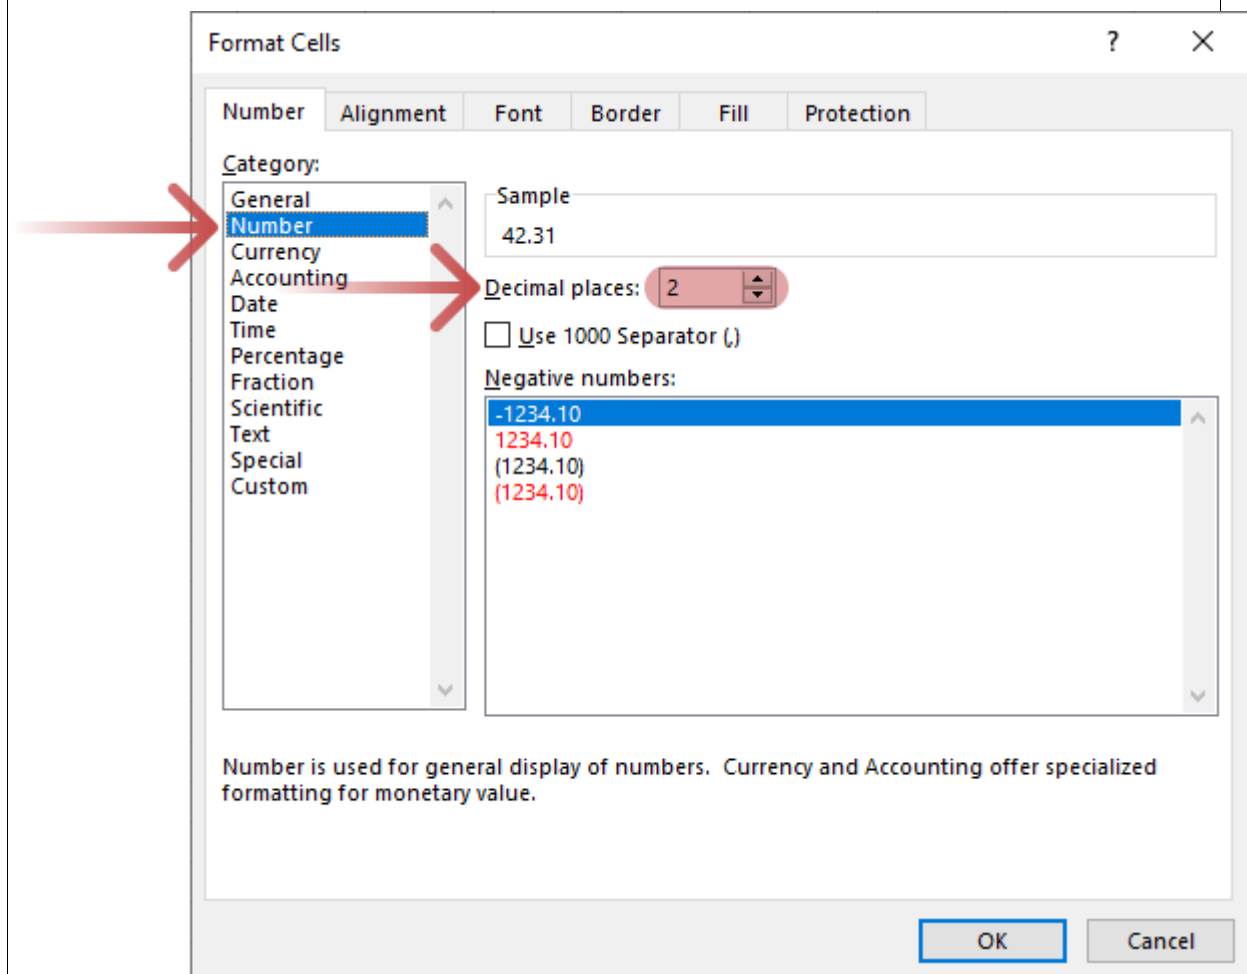 Format Cells
?
Number
Alignment
Font
Border
Fill
Protection
Category:
General
Number
Currency
Accounting
Date
Time
Percentage
Fraction
Scientific
Text
Special
Custom
Sample
42.31
Decimal places: 2
Use 1000 Separator (,)
Negative numbers:
-1234.10
1234.10
(1234.10)
(1234.10)
Number is used for general display of numbers.  Currency and Accounting offer specialized
formatting for monetary value.
OK
Cancel